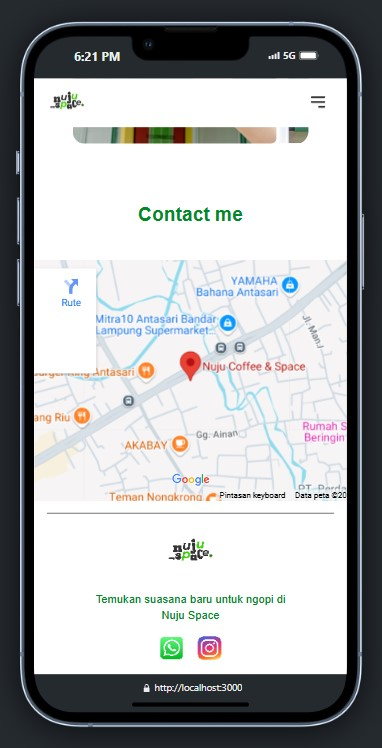 6:21 PM
5G
nuju
space.
Contact me
Rute
YAMAHA
Bahana Antasari
Mitra10 Antasari Bandar
Lampung Supermarket...
Jl. Man
Nuju Coffee & Space
Antasari
ang Riu
Gg. Ainan
Rumah S
Beringin
AKABAY
Google
Teman Nongkrong
Pintasan keyboard
Data peta ©20
nuju
space.
Temukan suasana baru untuk ngopi di
Nuju Space
http://localhost:3000